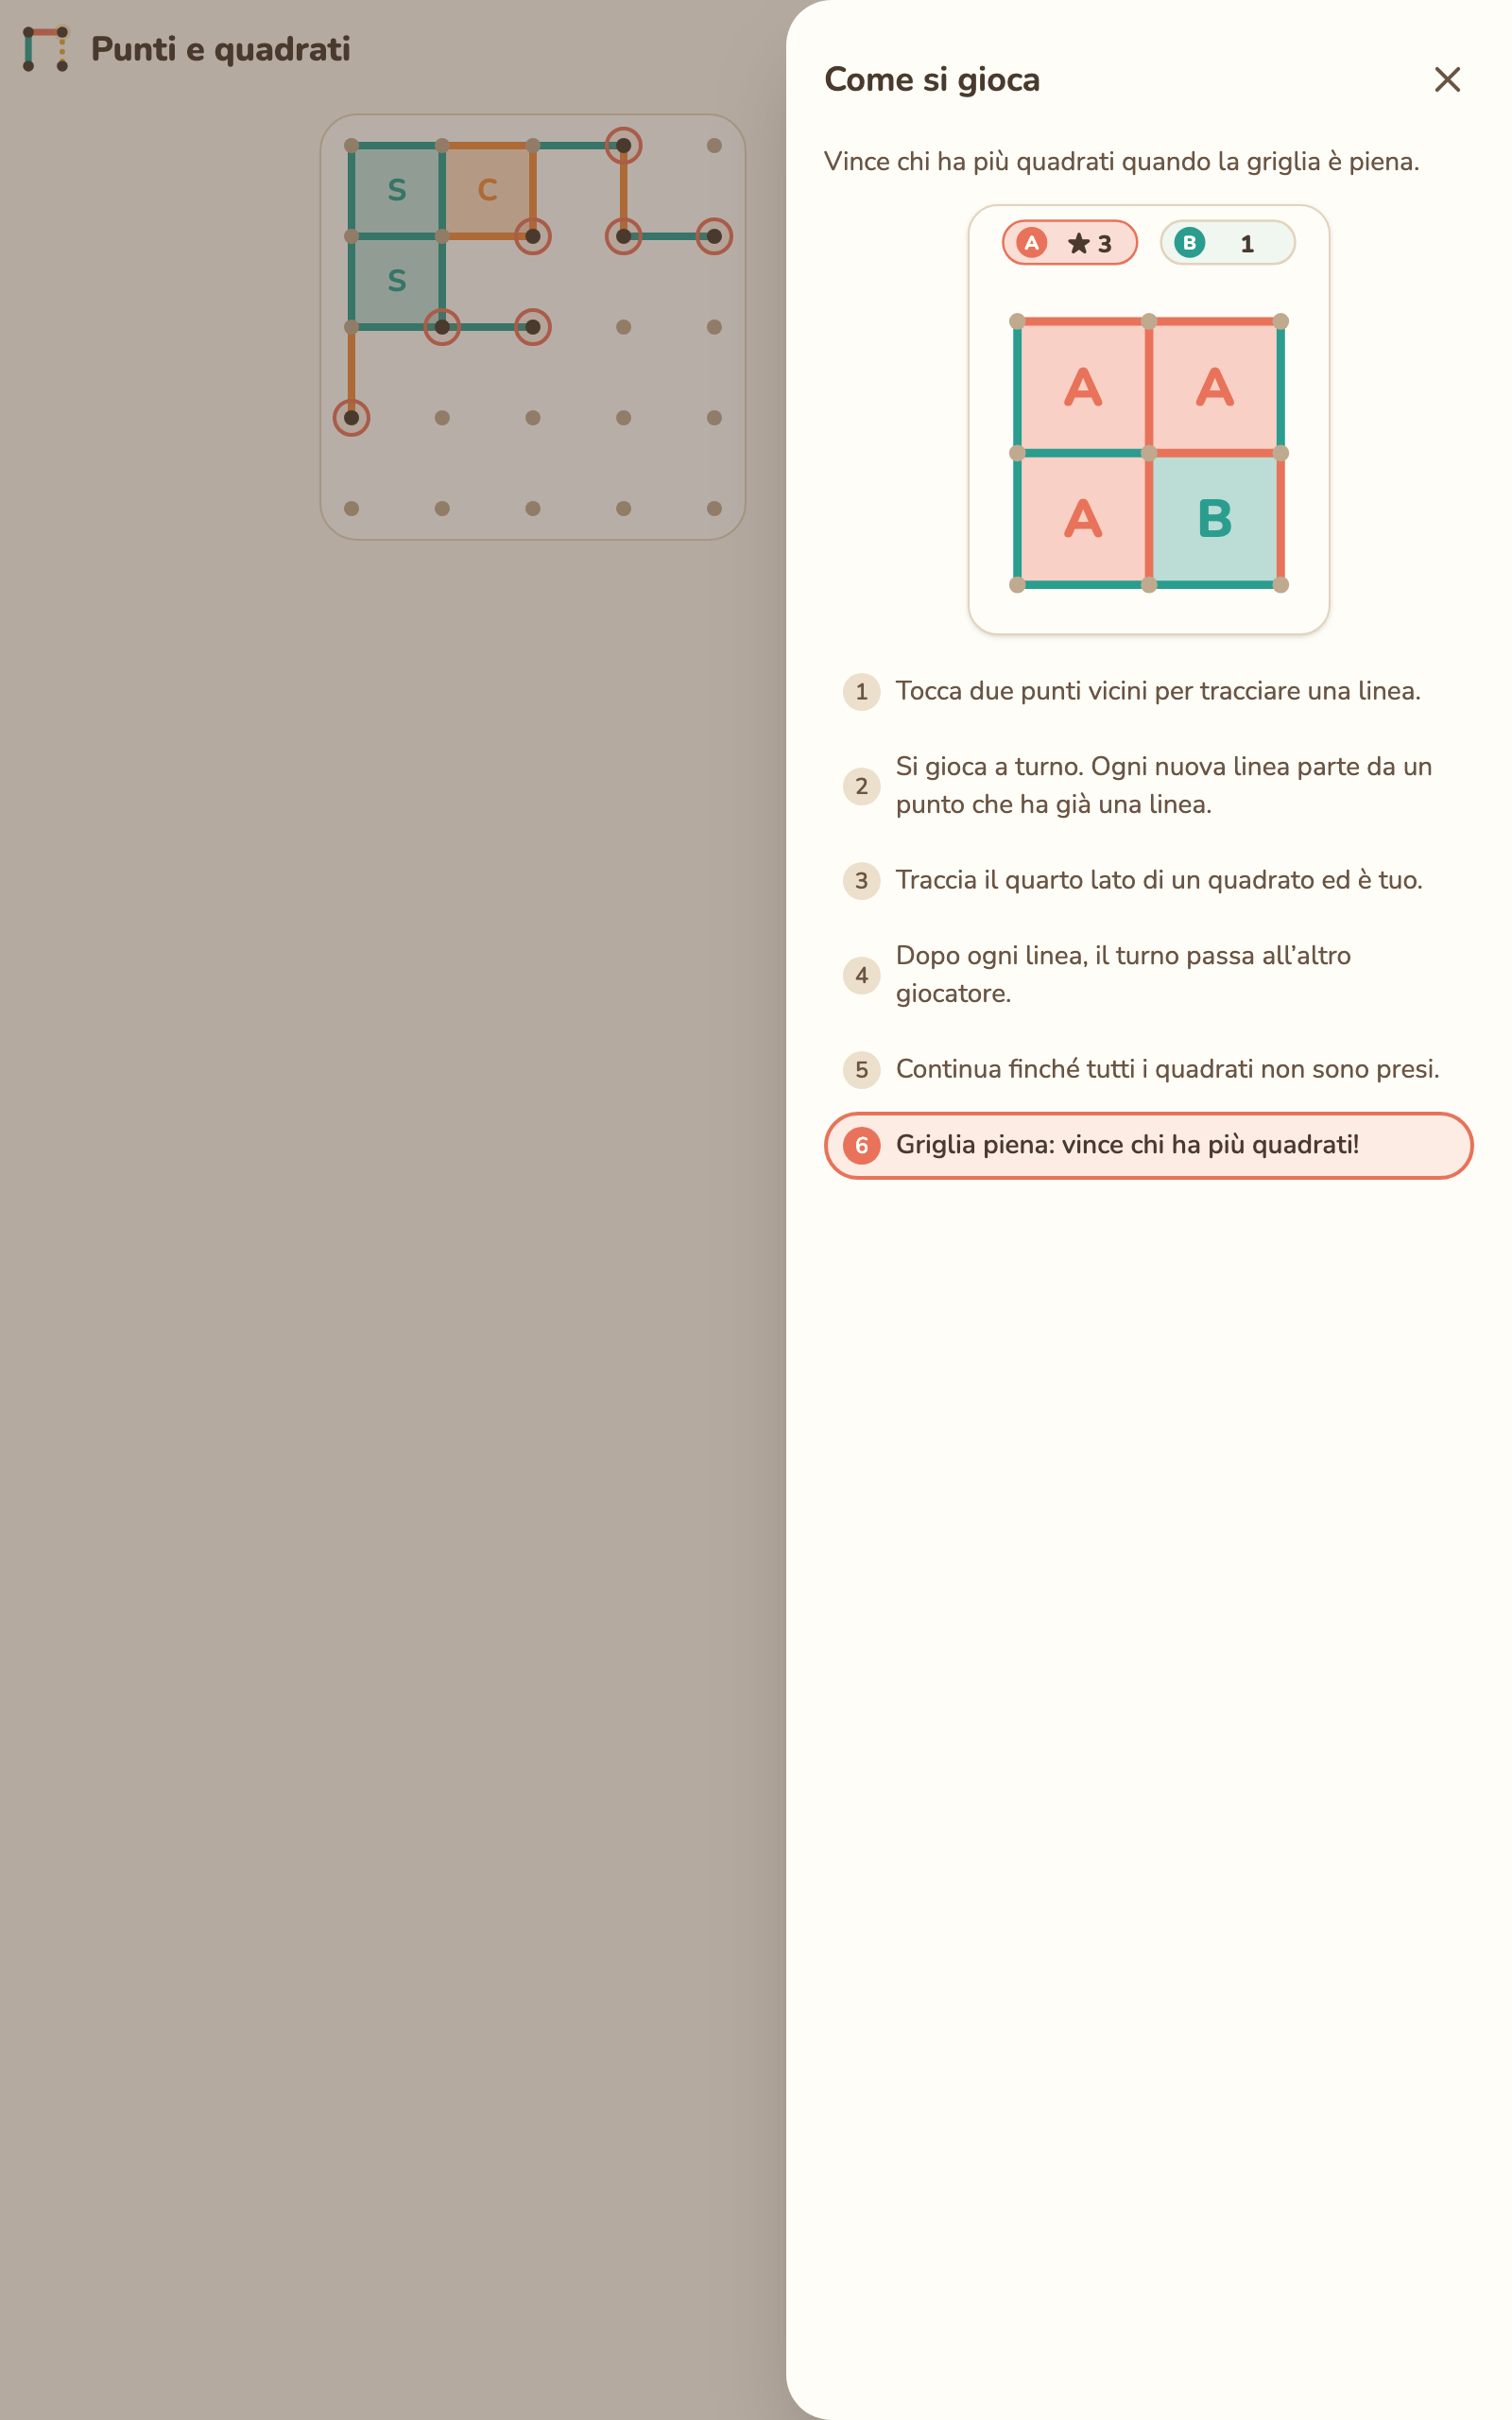 Punti e quadrati
S C
S
Come si gioca
Vince chi ha più quadrati quando la griglia è piena.
A ★ 3 B 1
A A
A B
1 Tocca due punti vicini per tracciare una linea.
2 Si gioca a turno. Ogni nuova linea parte da un
punto che ha già una linea.
3 Traccia il quarto lato di un quadrato ed è tuo.
4 Dopo ogni linea, il turno passa all’altro
giocatore.
5 Continua finché tutti i quadrati non sono presi.
6 Griglia piena: vince chi ha più quadrati!